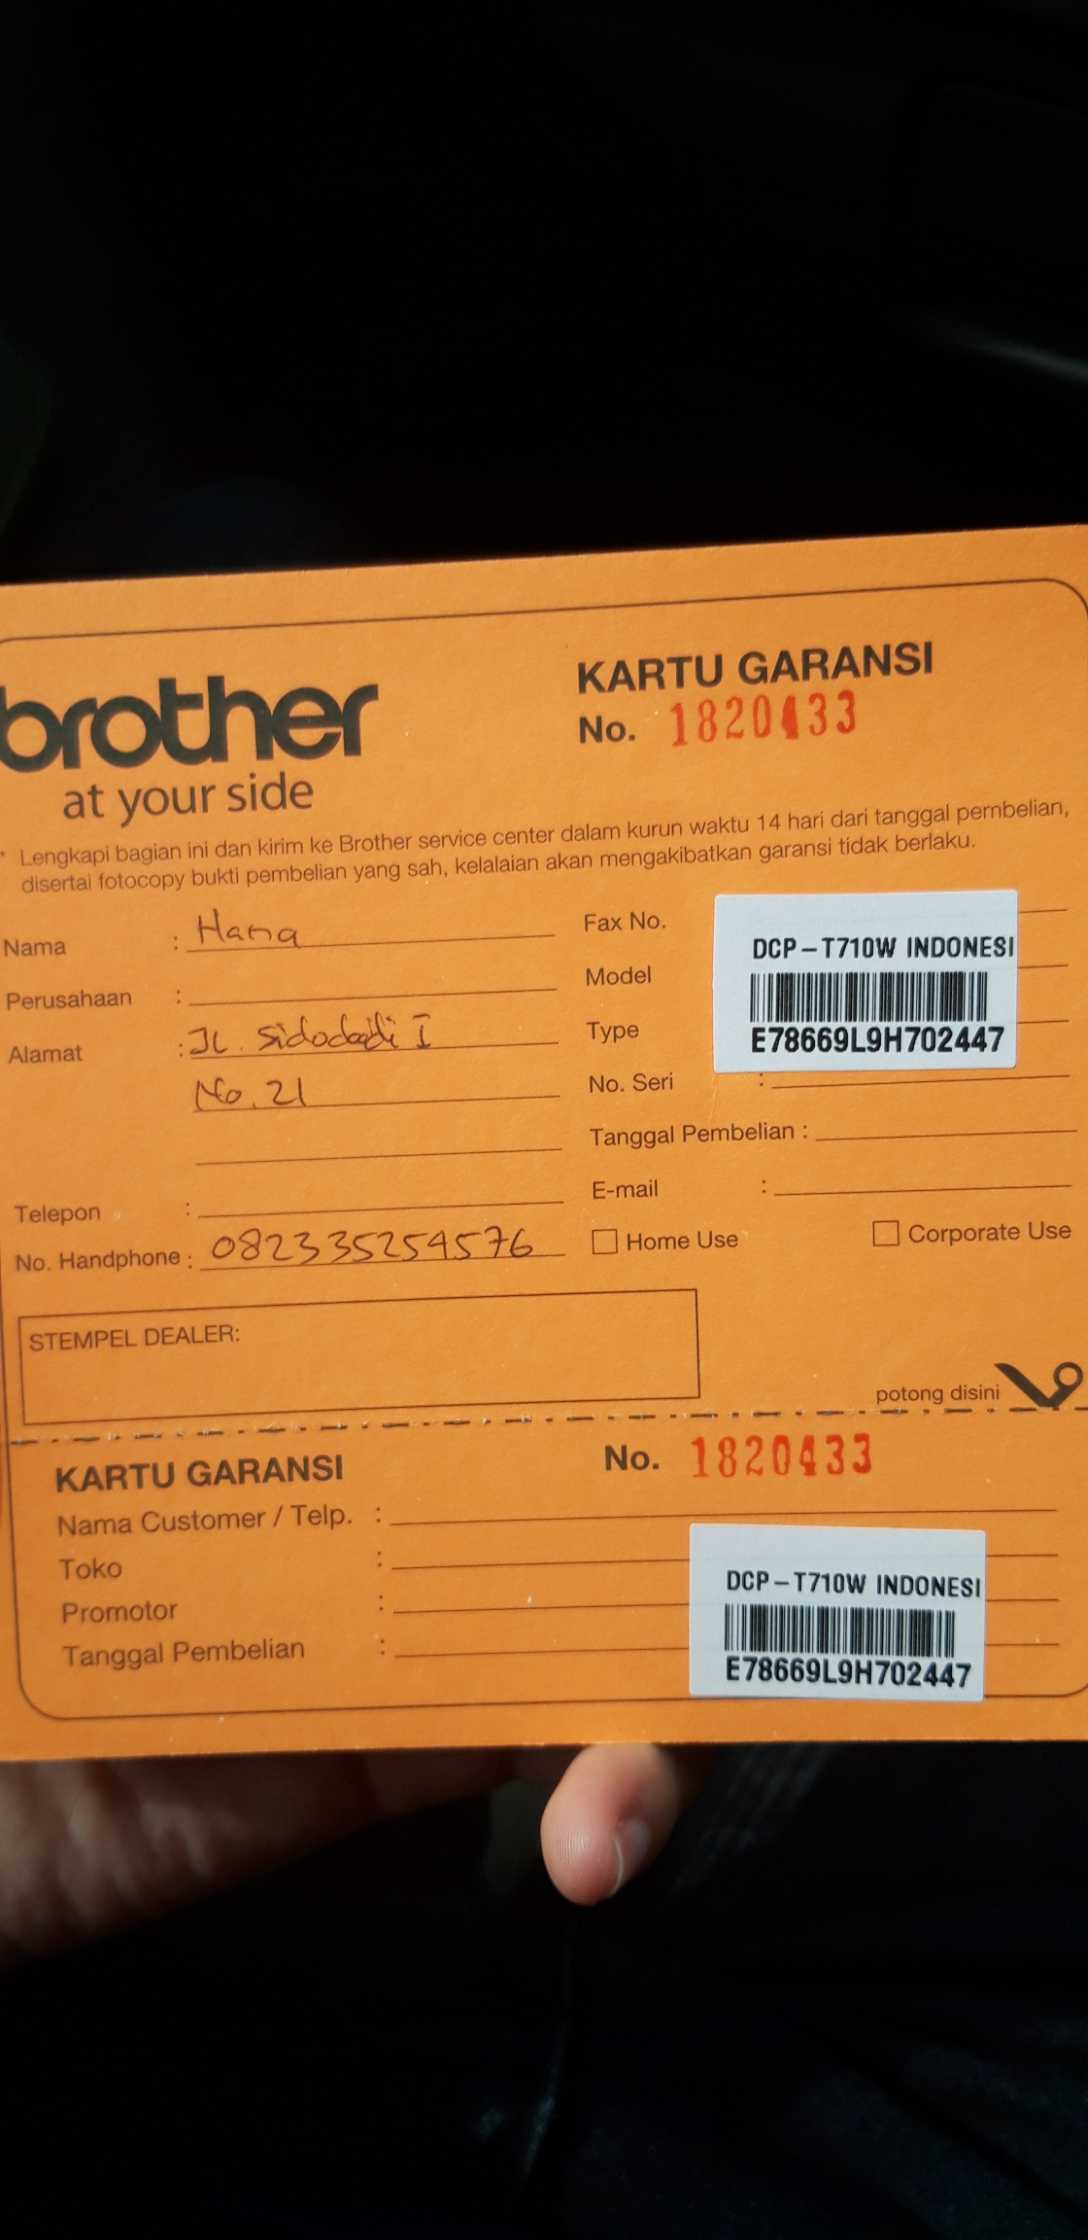 brother
at your side
KARTU GARANSI
No. 1820433
* Lengkapi bagian ini dan kirim ke Brother service center dalam kurun waktu 14 hari dari tanggal pembelian,
disertai fotocopy bukti pembelian yang sah, kelalaian akan mengakibatkan garansi tidak berlaku.
Nama : Hana
Perusahaan :
Alamat : JL. Sidodadi I
No. 21
Telepon :
No. Handphone : 082335254576
Fax No.
Model
Type
No. Seri :
DCP-T710W INDONESI
E78669L9H702447
Tanggal Pembelian :
E-mail :
Home Use Corporate Use
STEMPEL DEALER:
potong disini
KARTU GARANSI No. 1820433
Nama Customer / Telp. :
Toko :
Promotor :
Tanggal Pembelian :
DCP-T710W INDONESI
E78669L9H702447